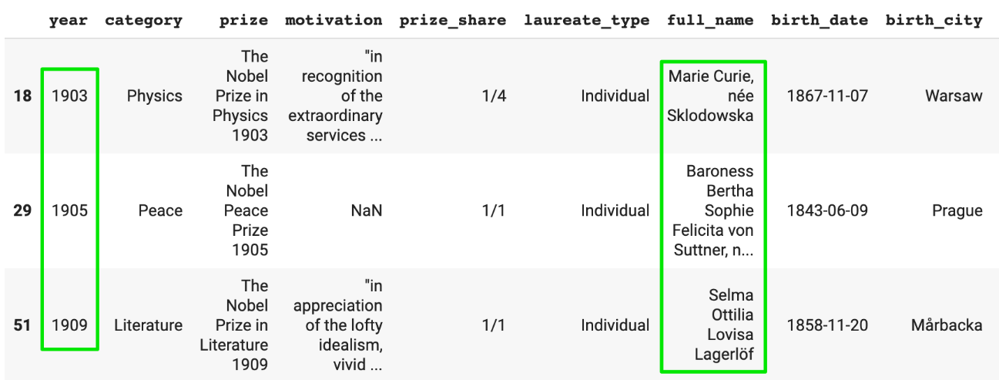 year category prize motivation prize_share laureate_type full_name birth_date birth_city
18 1903 Physics The Nobel Prize in Physics 1903 "in recognition of the extraordinary services ... 1/4 Individual Marie Curie, née Sklodowska 1867-11-07 Warsaw
29 1905 Peace The Nobel Peace Prize 1905 NaN 1/1 Individual Baroness Bertha Sophie Felicita von Suttner, n... 1843-06-09 Prague
51 1909 Literature The Nobel Prize in Literature 1909 "in appreciation of the lofty idealism, vivid ... 1/1 Individual Selma Ottilia Lovisa Lagerlöf 1858-11-20 Mårbacka